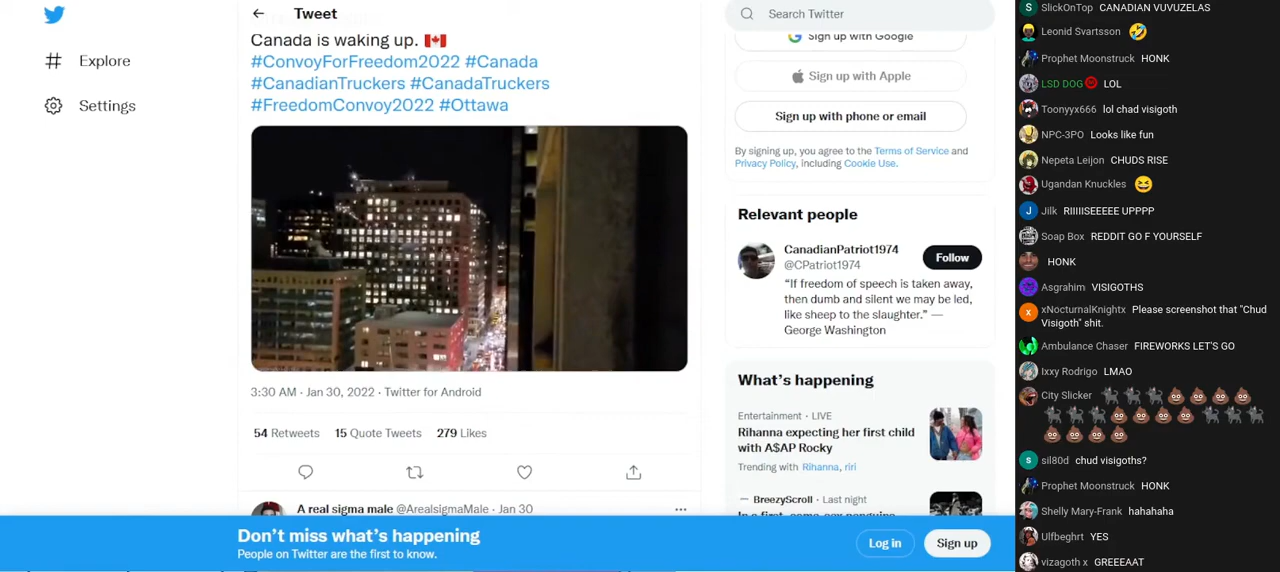 Explore
Settings
Tweet
Canada is waking up. 🇨🇦
#ConvoyForFreedom2022 #Canada
#CanadianTruckers #CanadaTruckers
#FreedomConvoy2022 #Ottawa
3:30 AM · Jan 30, 2022 · Twitter for Android
54 Retweets 15 Quote Tweets 279 Likes
A real sigma male @ArealsigmaMale · Jan 30
Search Twitter
Sign up with Google
Sign up with Apple
Sign up with phone or email
By signing up, you agree to the Terms of Service and
Privacy Policy, including Cookie Use.
Relevant people
CanadianPatriot1974
@CPatriot1974
Follow
“If freedom of speech is taken away,
then dumb and silent we may be led,
like sheep to the slaughter.” —
George Washington
What’s happening
Entertainment · LIVE
Rihanna expecting her first child
with A$AP Rocky
Trending with Rihanna, riri
BreezyScroll · Last night
In a first, same-sex penguins
Don’t miss what’s happening
People on Twitter are the first to know.
Log in
Sign up
S SlickOnTop CANADIAN VUVUZELAS
Leonid Svartsson 🤣
Prophet Moonstruck HONK
LSD DOG LOL
Toonyyx666 lol chad visigoth
NPC-3PO Looks like fun
Nepeta Leijon CHUDS RISE
Ugandan Knuckles 😆
J Jilk RIIIISEEEEE UPPPP
Soap Box REDDIT GO F YOURSELF
HONK
Asgrahim VISIGOTHS
X xNocturnalKnightx Please screenshot that "Chud
Visigoth" shit.
Ambulance Chaser FIREWORKS LET'S GO
Ixxy Rodrigo LMAO
City Slicker 🐈‍⬛🐈‍⬛🐈‍⬛💩💩💩💩
🐈‍⬛🐈‍⬛🐈‍⬛💩💩💩💩🐈‍⬛🐈‍⬛🐈‍⬛
💩💩💩💩
S sil80d chud visigoths?
Prophet Moonstruck HONK
Shelly Mary-Frank hahahaha
Ulfbeghrt YES
vizagoth x GREEEAAT